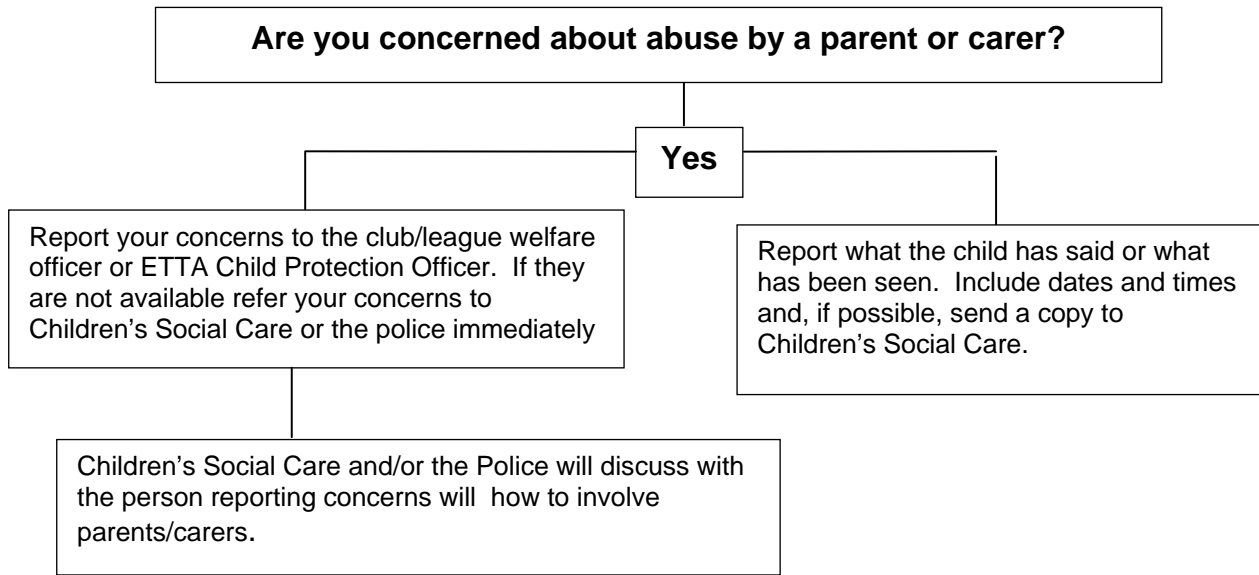 Are you concerned about abuse by a parent or carer?
Yes
Report your concerns to the club/league welfare
officer or ETTA Child Protection Officer.  If they
are not available refer your concerns to
Children’s Social Care or the police immediately
Report what the child has said or what
has been seen.  Include dates and times
and, if possible, send a copy to
Children’s Social Care.
Children’s Social Care and/or the Police will discuss with
the person reporting concerns will  how to involve
parents/carers.